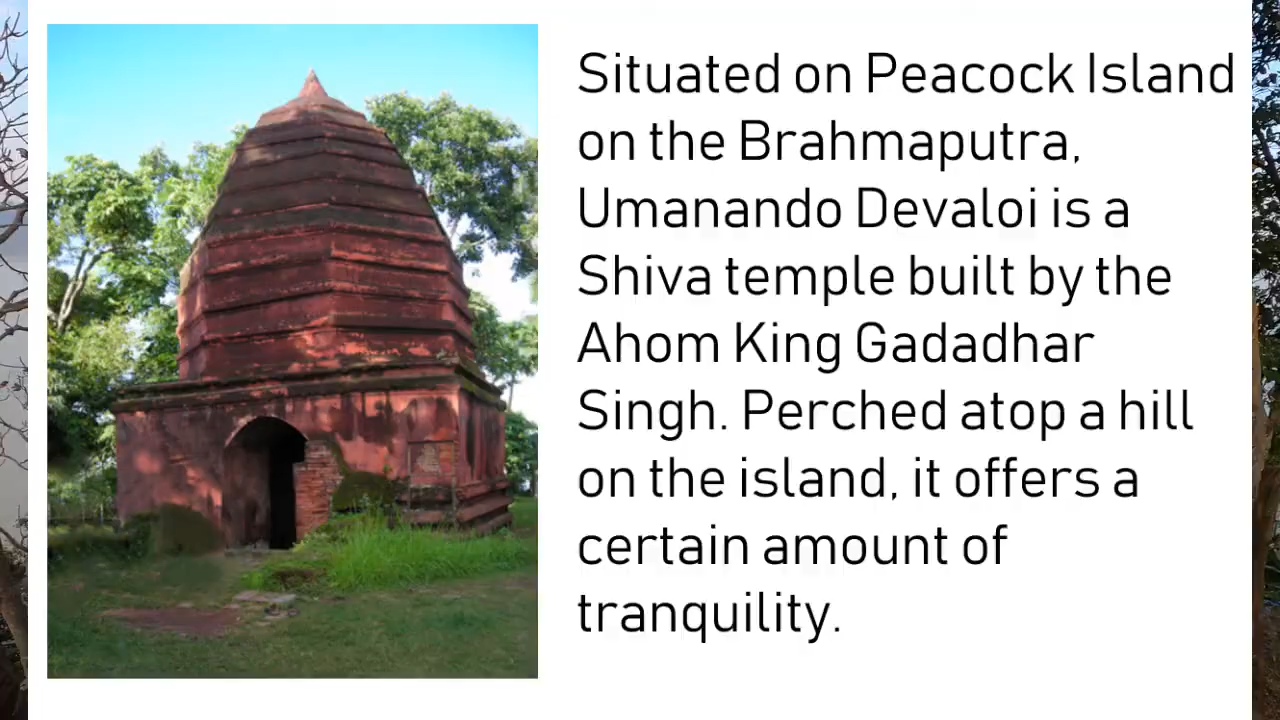 Situated on Peacock Island
on the Brahmaputra,
Umanando Devaloi is a
Shiva temple built by the
Ahom King Gadadhar
Singh. Perched atop a hill
on the island, it offers a
certain amount of
tranquility.